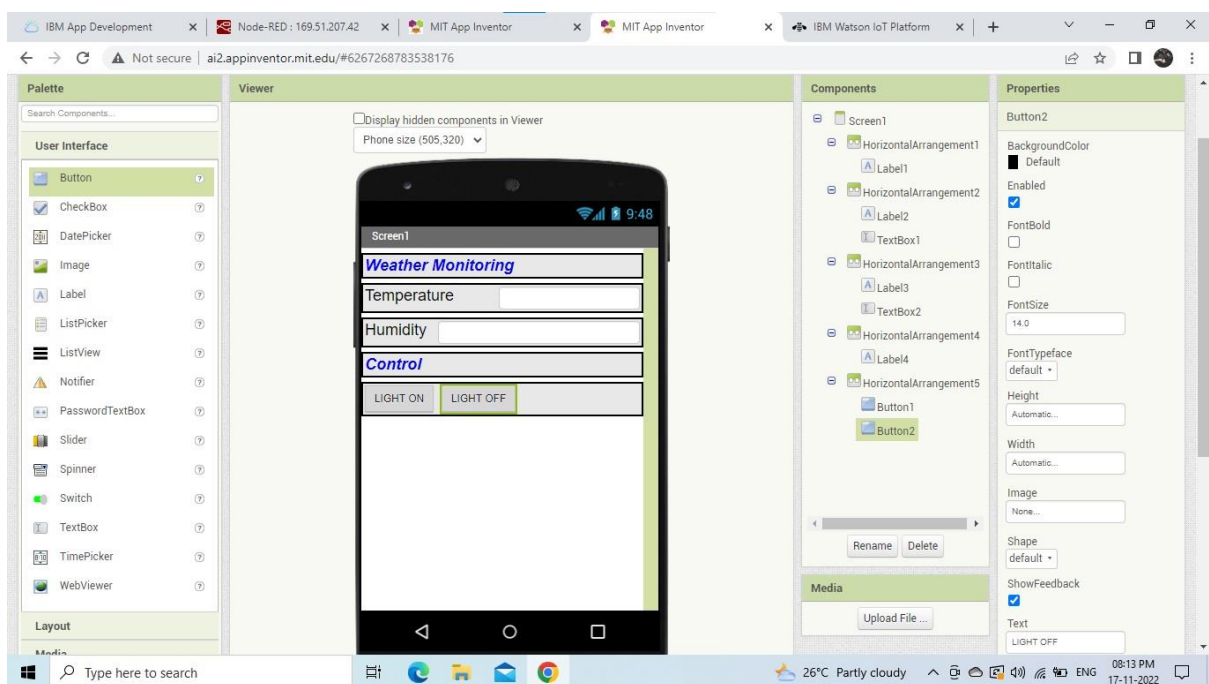 IBM App Development
Node-RED : 169.51.207.42
MIT App Inventor
MIT App Inventor
IBM Watson IoT Platform
Not secure | ai2.appinventor.mit.edu/#6267268783538176
Palette
Search Components...
User Interface
Button
CheckBox
DatePicker
Image
Label
ListPicker
ListView
Notifier
PasswordTextBox
Slider
Spinner
Switch
TextBox
TimePicker
WebViewer
Layout
Media
Viewer
Display hidden components in Viewer
Phone size (505,320)
9:48
Screen1
Weather Monitoring
Temperature
Humidity
Control
LIGHT ON LIGHT OFF
Components
Screen1
HorizontalArrangement1
Label1
HorizontalArrangement2
Label2
TextBox1
HorizontalArrangement3
Label3
TextBox2
HorizontalArrangement4
Label4
HorizontalArrangement5
Button1
Button2
Rename Delete
Media
Upload File ...
Properties
Button2
BackgroundColor
Default
Enabled
FontBold
FontItalic
FontSize
14.0
FontTypeface
default
Height
Automatic...
Width
Automatic...
Image
None...
Shape
default
ShowFeedback
Text
LIGHT OFF
Type here to search
26°C Partly cloudy
ENG
08:13 PM
17-11-2022